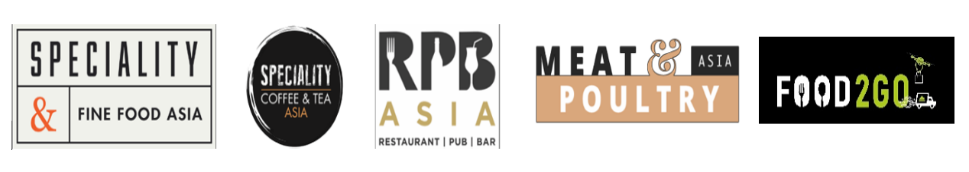 SPECIALITY
& FINE FOOD ASIA
SPECIALITY
COFFEE & TEA
ASIA
RPB
ASIA
RESTAURANT | PUB | BAR
MEAT & ASIA
POULTRY
FOOD2GO